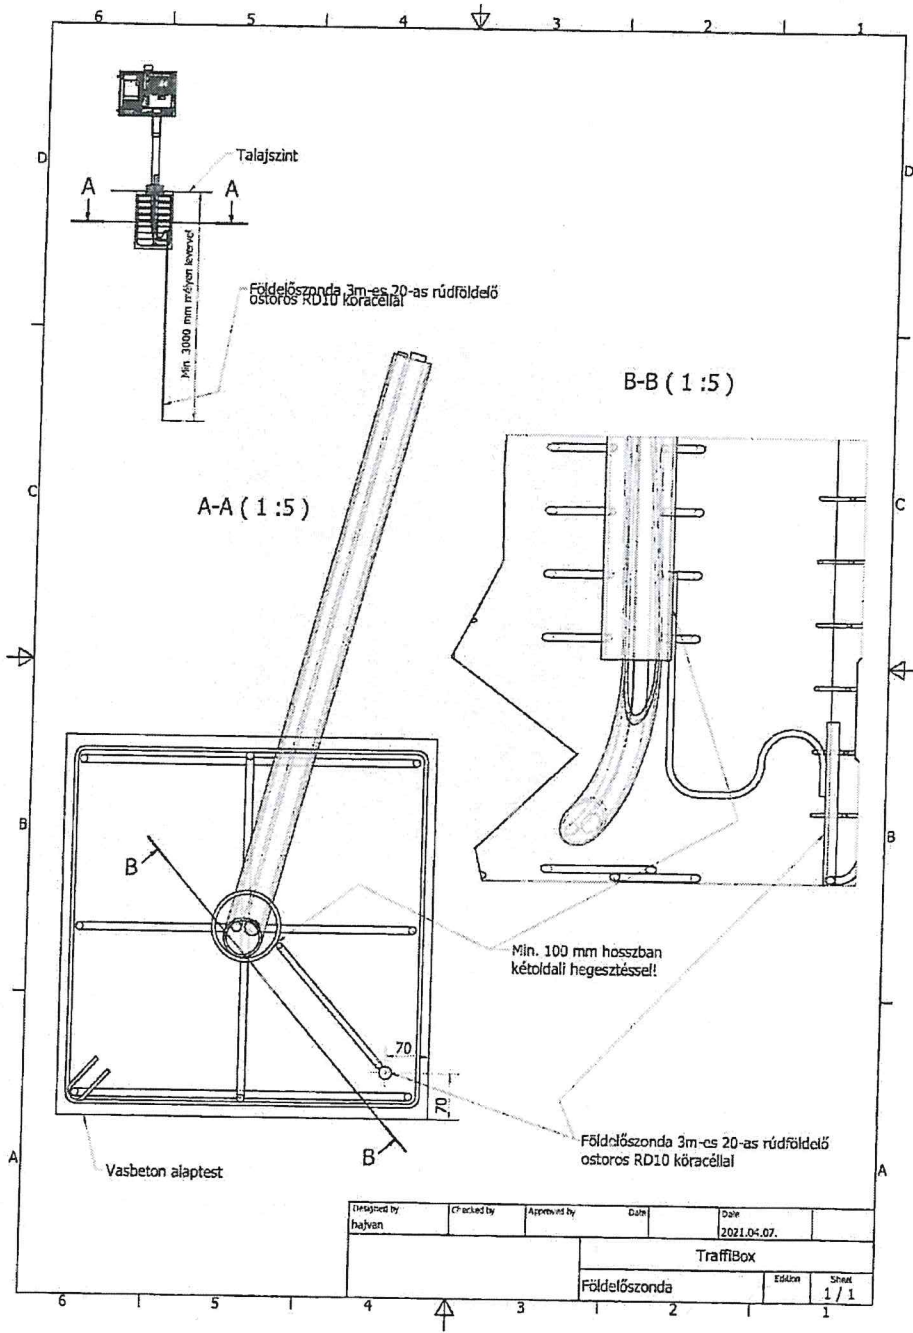 6 5 4 3 2 1
D D
Talajszint
A A
Min 3000 mm mélyen leverve!
Földelőszonda 3m-es 20-as rúdföldelő
ostoros RD10 köracéllal
B-B ( 1 :5 )
C C
A-A ( 1 :5 )
B B
B
Min. 100 mm hosszban
kétoldali hegesztéssel!
70
70
B
Földelőszonda 3m-es 20-as rúdföldelő
ostoros RD10 köracéllal
A A
Vasbeton alaptest
Designed by Checked by Approved by Date Date
hajvan 2021.04.07.
TraffiBox
Földelőszonda Edition Sheet
1 / 1
6 5 4 3 2 1